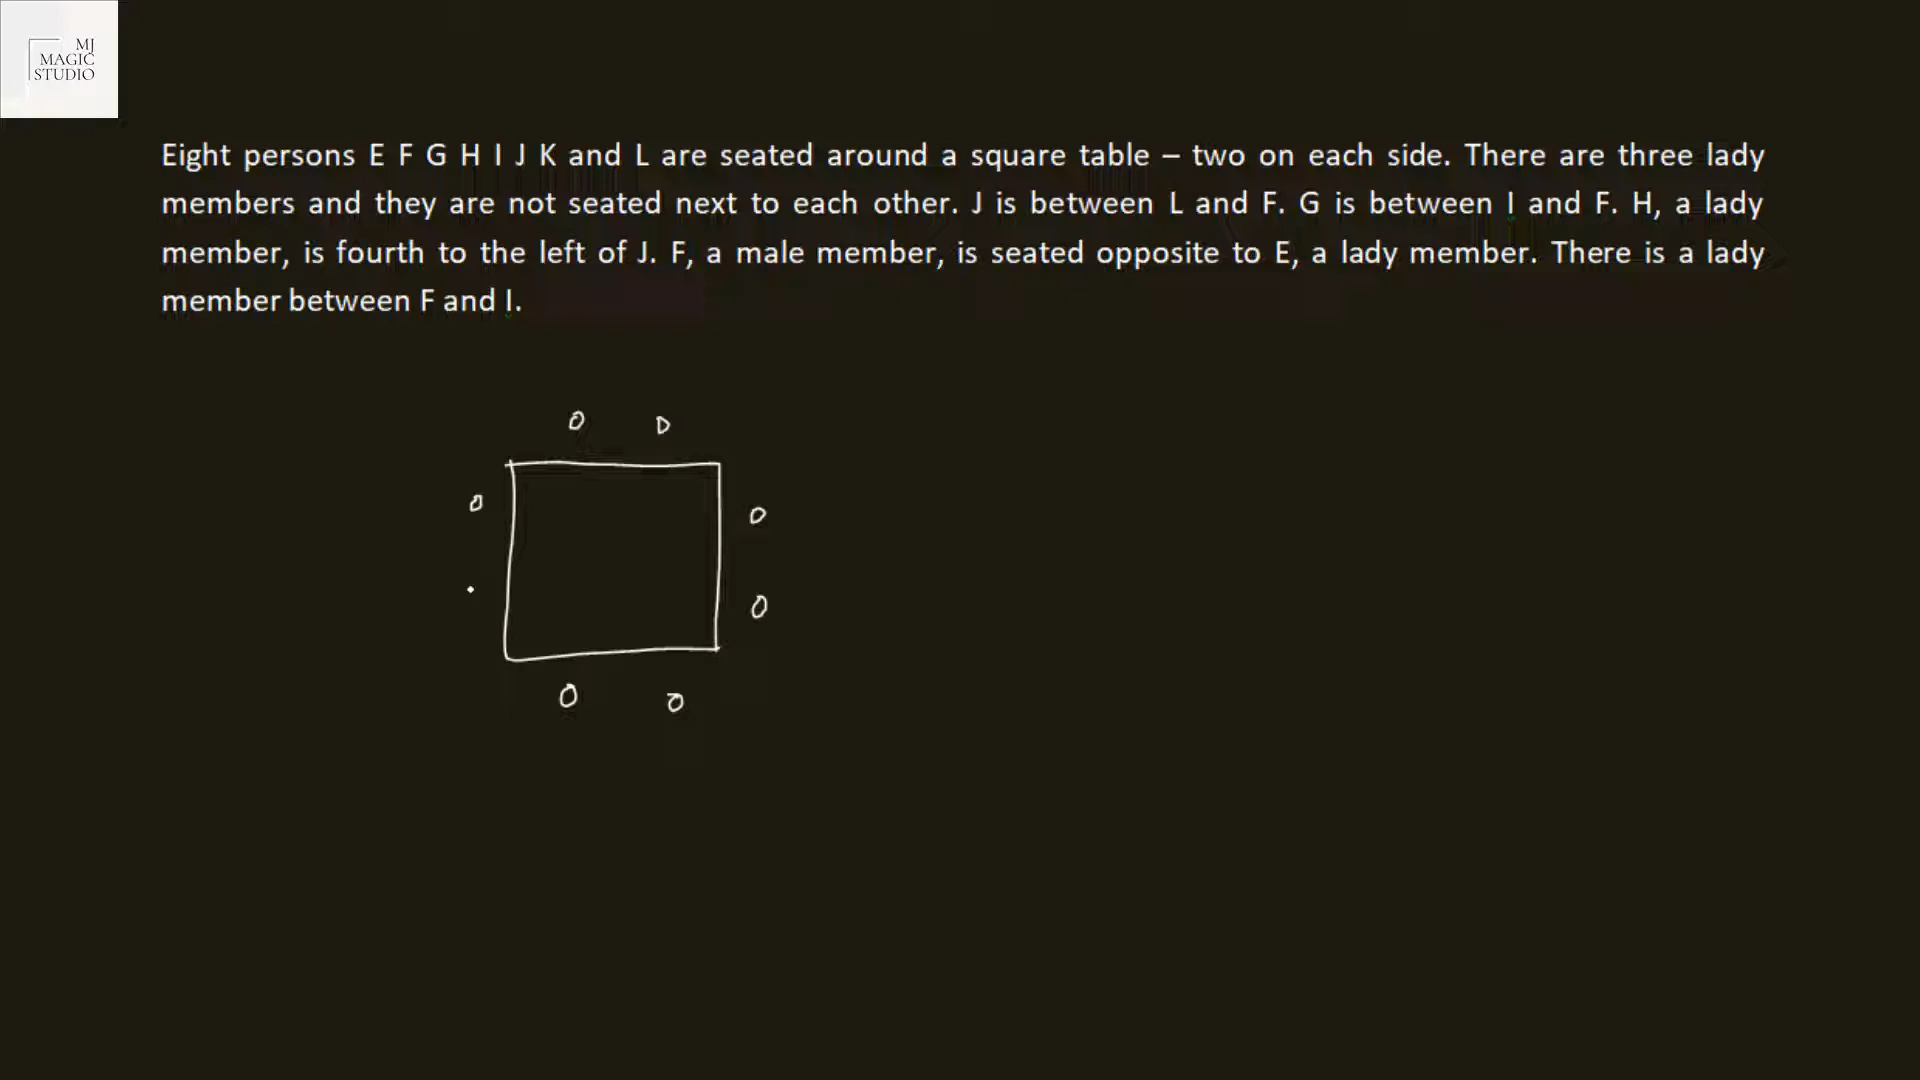 MJ
MAGIC
STUDIO
Eight persons E F G H I J K and L are seated around a square table – two on each side. There are three lady
members and they are not seated next to each other. J is between L and F. G is between I and F. H, a lady
member, is fourth to the left of J. F, a male member, is seated opposite to E, a lady member. There is a lady
member between F and I.